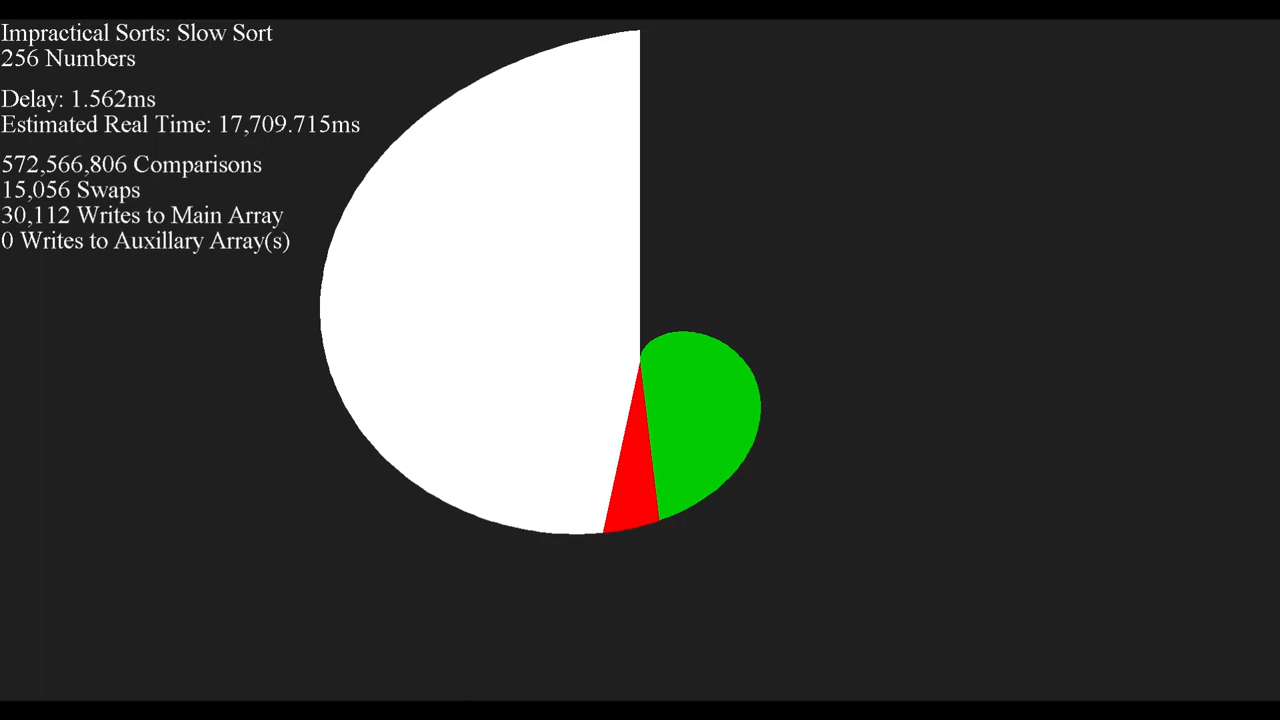 Impractical Sorts: Slow Sort
256 Numbers
Delay: 1.562ms
Estimated Real Time: 17,709.715ms
572,566,806 Comparisons
15,056 Swaps
30,112 Writes to Main Array
0 Writes to Auxillary Array(s)